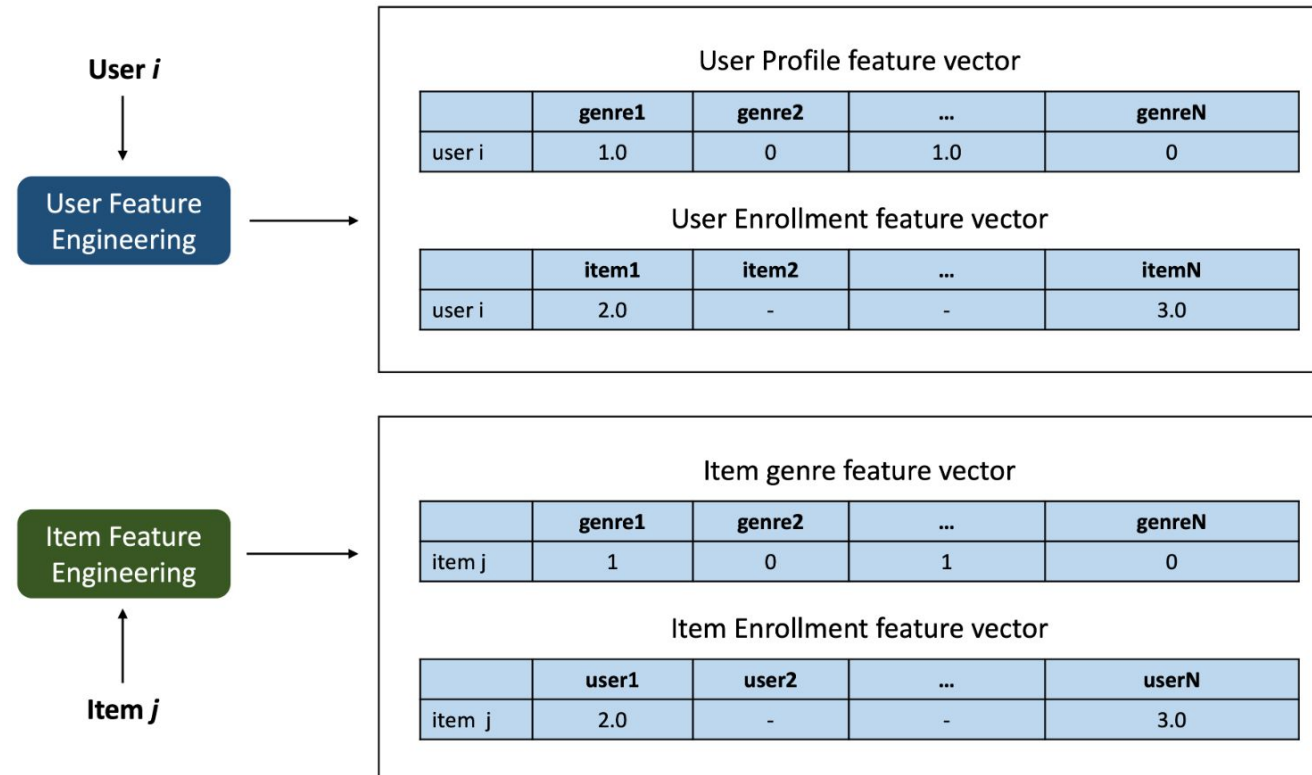 User i
User Feature
Engineering
User Profile feature vector
genre1 genre2 ... genreN
user i 1.0 0 1.0 0
User Enrollment feature vector
item1 item2 ... itemN
user i 2.0 - - 3.0
Item Feature
Engineering
Item j
Item genre feature vector
genre1 genre2 ... genreN
item j 1 0 1 0
Item Enrollment feature vector
user1 user2 ... userN
item j 2.0 - - 3.0